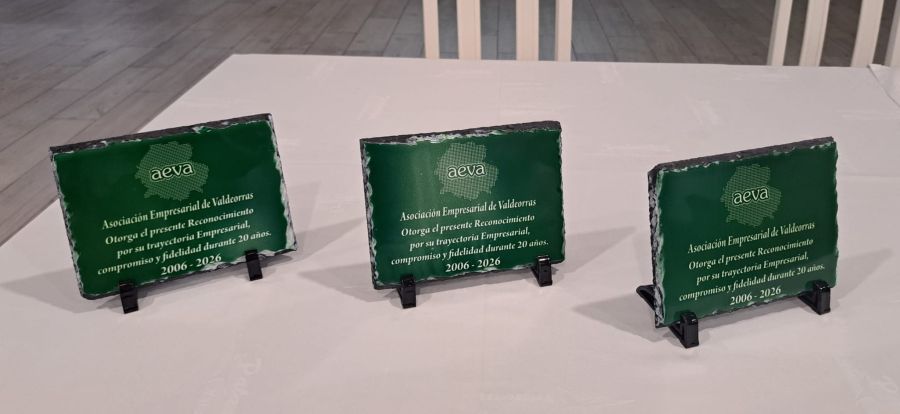 aeva
Asociación Empresarial de Valdeorras
Otorga el presente Reconocimiento
por su trayectoria Empresarial,
compromiso y fidelidad durante 20 años.
2006 - 2026
aeva
Asociación Empresarial de Valdeorras
Otorga el presente Reconocimiento
por su trayectoria Empresarial,
compromiso y fidelidad durante 20 años.
2006 - 2026
aeva
Asociación Empresarial de Valdeorras
Otorga el presente Reconocimiento
por su trayectoria Empresarial,
compromiso y fidelidad durante 20 años.
2006 - 2026